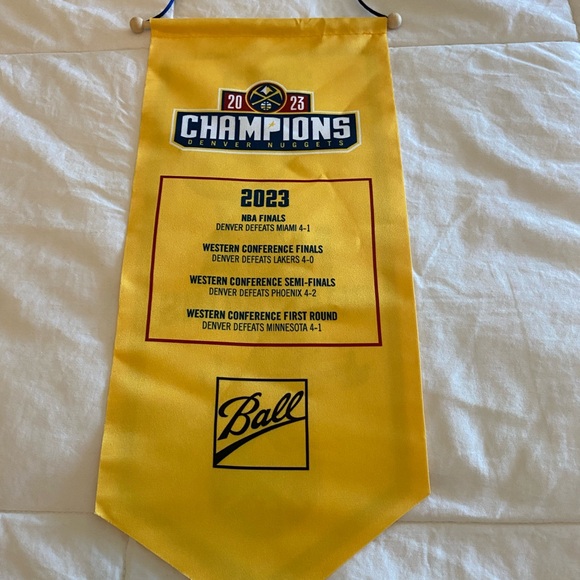 20 23
CHAMPIONS
DENVER NUGGETS
2023
NBA FINALS
DENVER DEFEATS MIAMI 4-1
WESTERN CONFERENCE FINALS
DENVER DEFEATS LAKERS 4-0
WESTERN CONFERENCE SEMI-FINALS
DENVER DEFEATS PHOENIX 4-2
WESTERN CONFERENCE FIRST ROUND
DENVER DEFEATS MINNESOTA 4-1
Ball